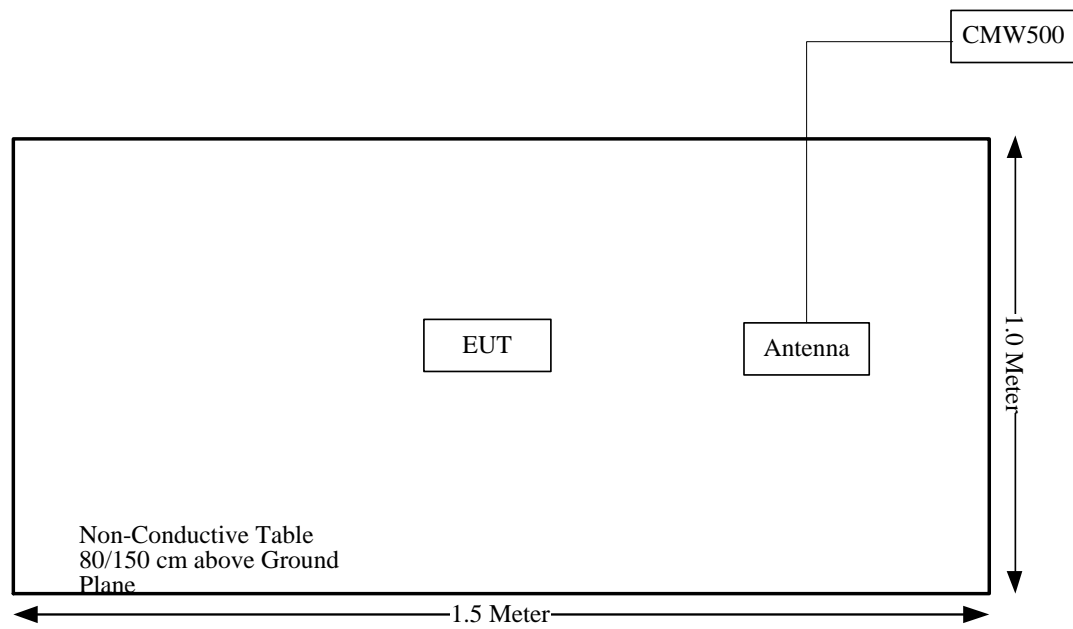 CMW500
EUT
Antenna
1.0 Meter
Non-Conductive Table
80/150 cm above Ground
Plane
1.5 Meter